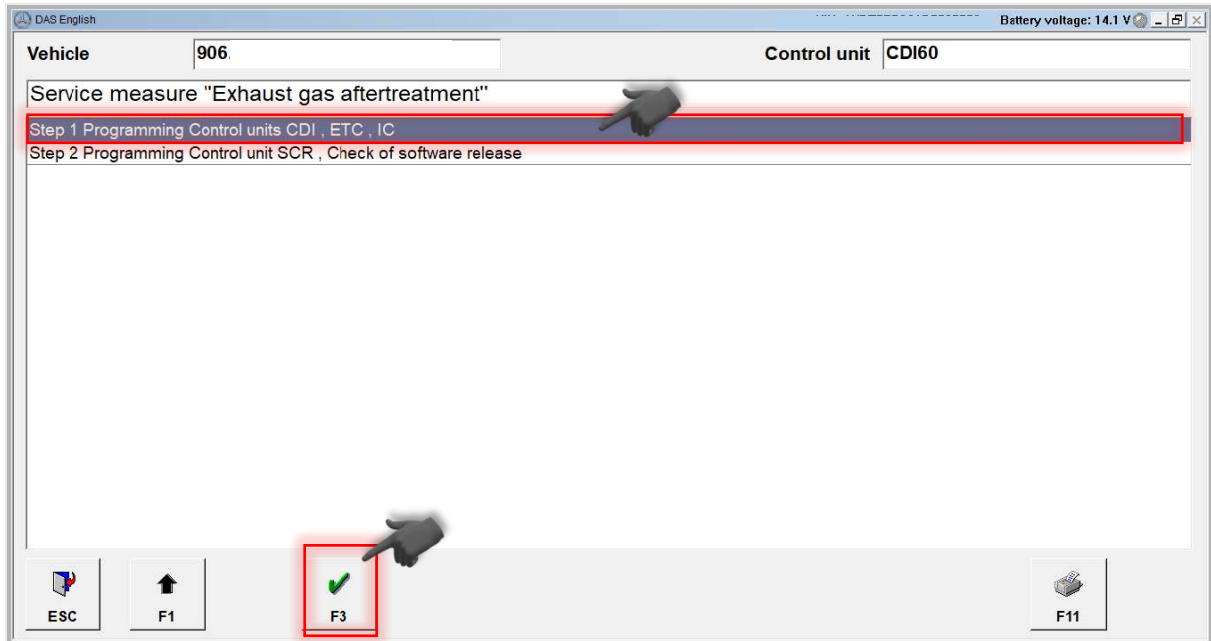 DAS English
Battery voltage: 14.1 V
Vehicle 906. Control unit CDI60
Service measure "Exhaust gas aftertreatment"
Step 1 Programming Control units CDI , ETC , IC
Step 2 Programming Control unit SCR , Check of software release
ESC F1 F3 F11